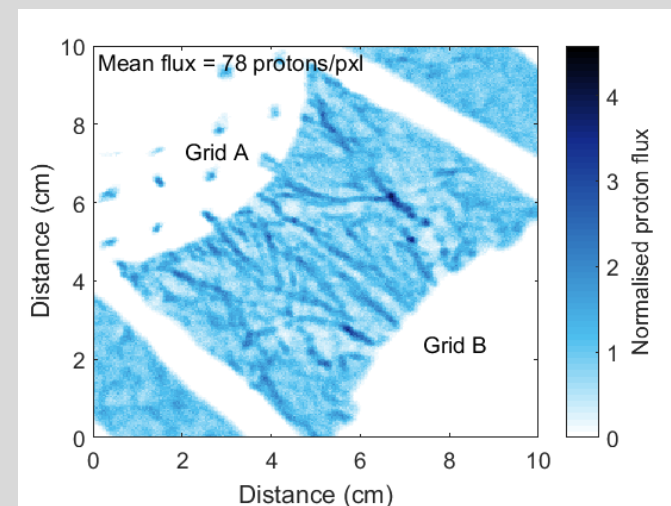 Mean flux = 78 protons/pxl
Grid A
Grid B
10
8
6
4
2
0
0 2 4 6 8 10
Distance (cm)
Distance (cm)
4
3
2
1
0
Normalised proton flux